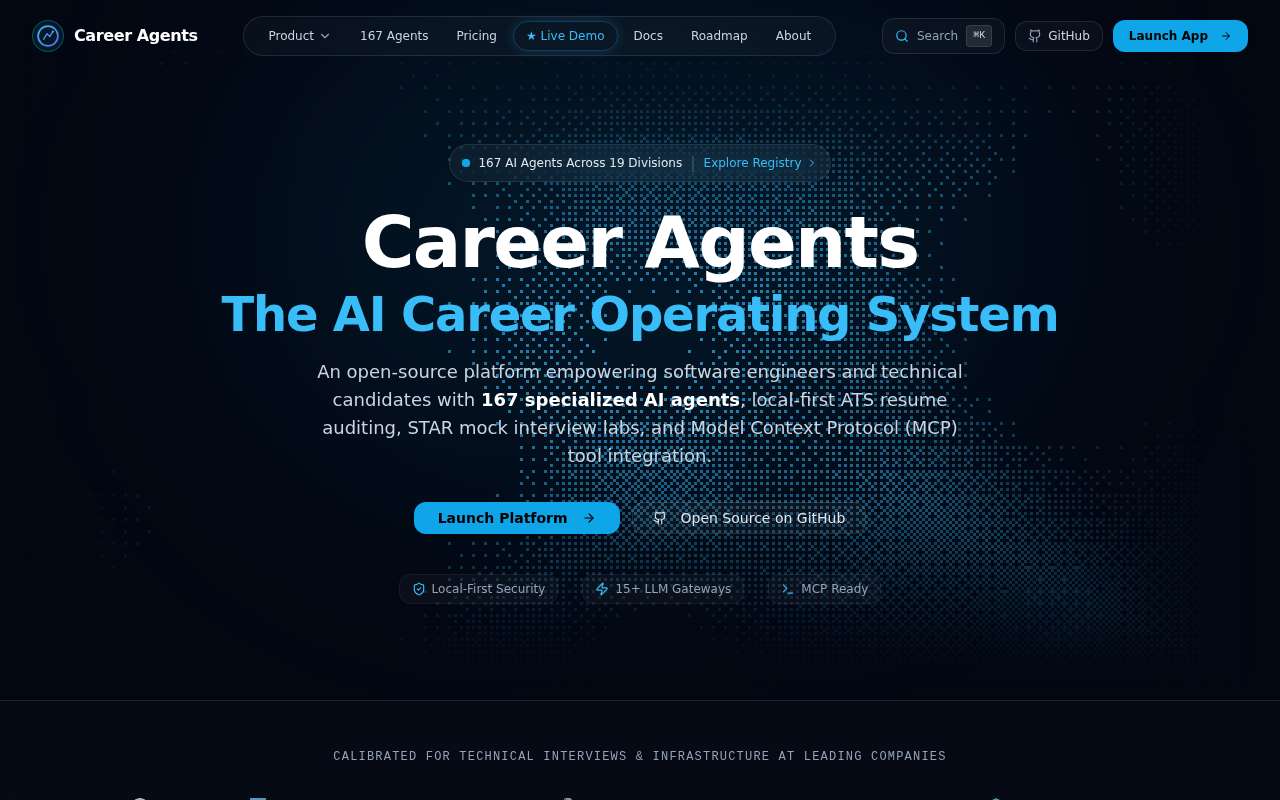 Career Agents
Product
167 Agents
Pricing
★ Live Demo
Docs
Roadmap
About
Search ⌘K
GitHub
Launch App →
167 AI Agents Across 19 Divisions | Explore Registry
Career Agents
The AI Career Operating System
An open-source platform empowering software engineers and technical
candidates with 167 specialized AI agents, local-first ATS resume
auditing, STAR mock interview labs, and Model Context Protocol (MCP)
tool integration.
Launch Platform →
Open Source on GitHub
Local-First Security
15+ LLM Gateways
MCP Ready
CALIBRATED FOR TECHNICAL INTERVIEWS & INFRASTRUCTURE AT LEADING COMPANIES